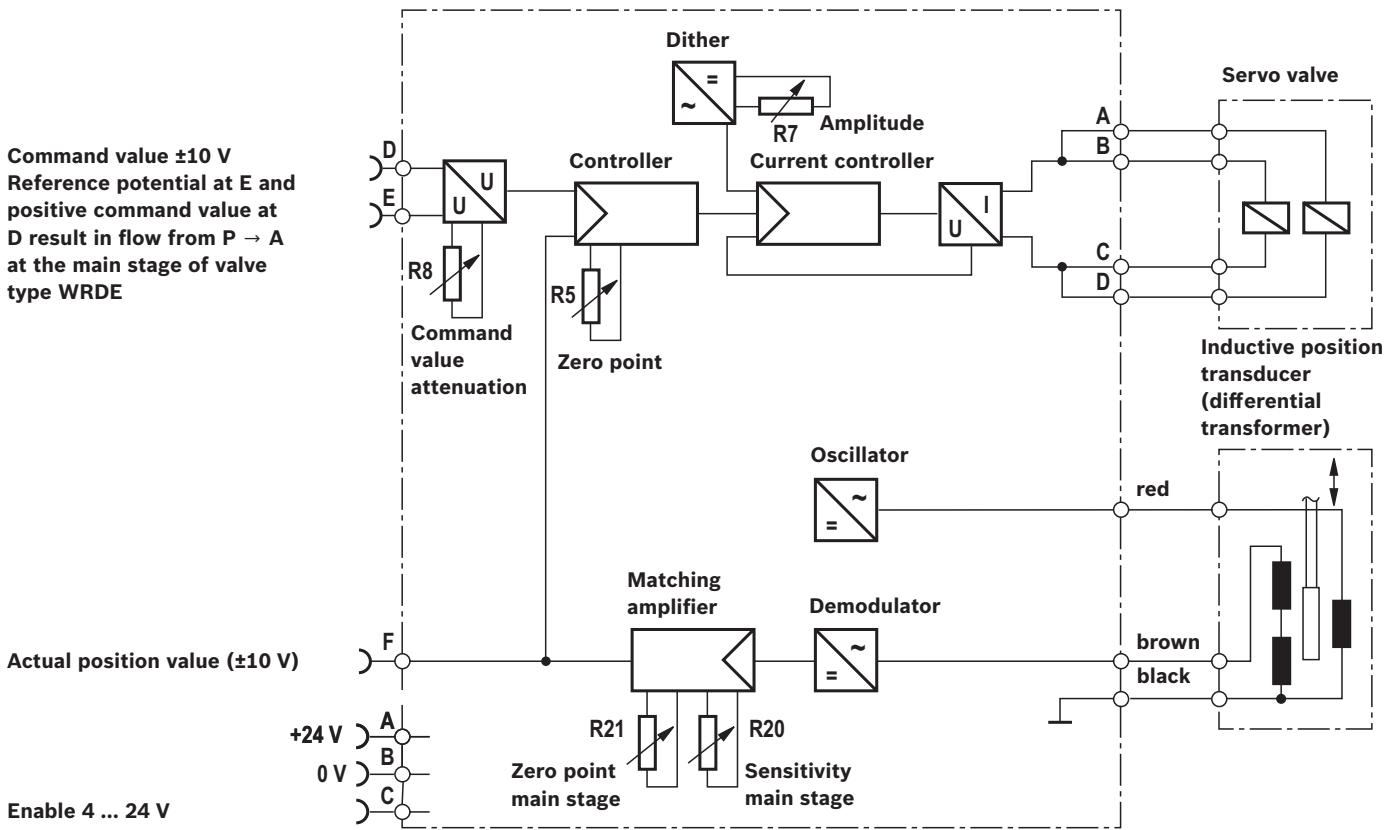 Dither
=
~
R7
Amplitude
Servo valve
Command value ±10 V
Reference potential at E and
positive command value at
D result in flow from P → A
at the main stage of valve
type WRDE
D
E
U
U
R8
Command
value
attenuation
Controller
R5
Zero point
Current controller
I
U
A
B
C
D
Inductive position
transducer
(differential
transformer)
Oscillator
~
=
red
Matching
amplifier
Demodulator
~
=
brown
black
Actual position value (±10 V)
F
R21
R20
Zero point
main stage
Sensitivity
main stage
+24 V
A
0 V
B
Enable 4 ... 24 V
C